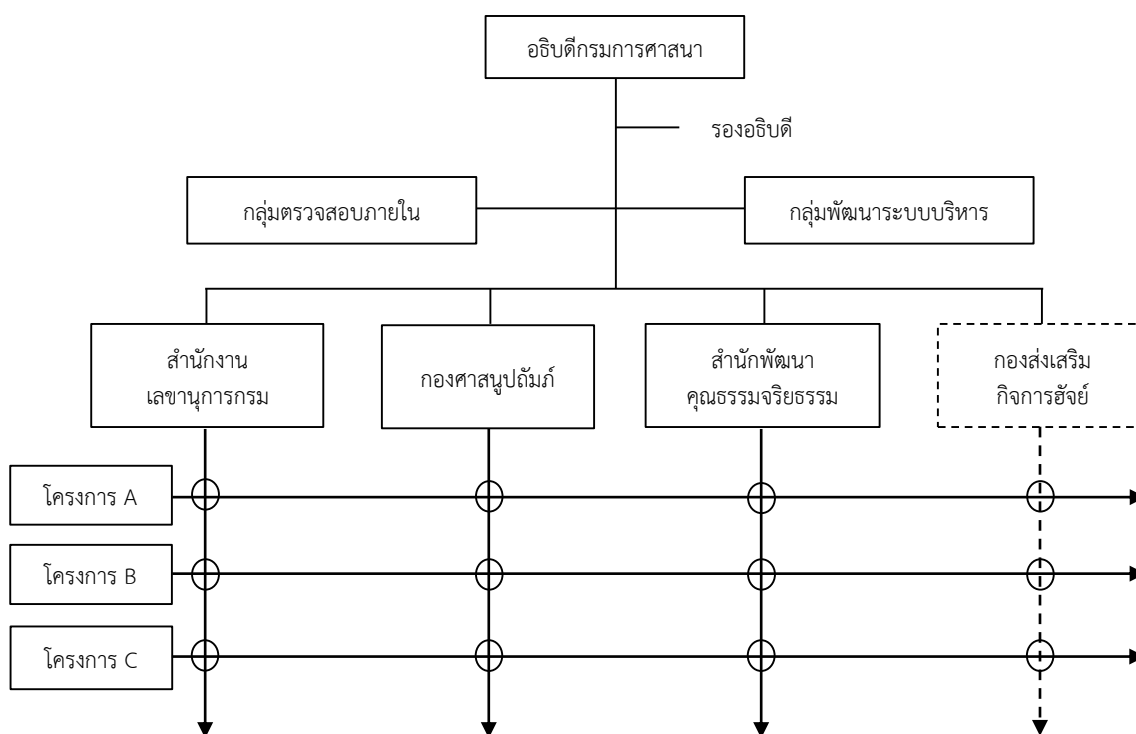 อธิบดีกรมการศาสนา
รองอธิบดี
กลุ่มตรวจสอบภายใน
กลุ่มพัฒนาระบบบริหาร
สำนักงาน
เลขานุการกรม
กองศาสนูปถัมภ์
สำนักพัฒนา
คุณธรรมจริยธรรม
กองส่งเสริม
กิจการฮัจย์
โครงการ A
โครงการ B
โครงการ C